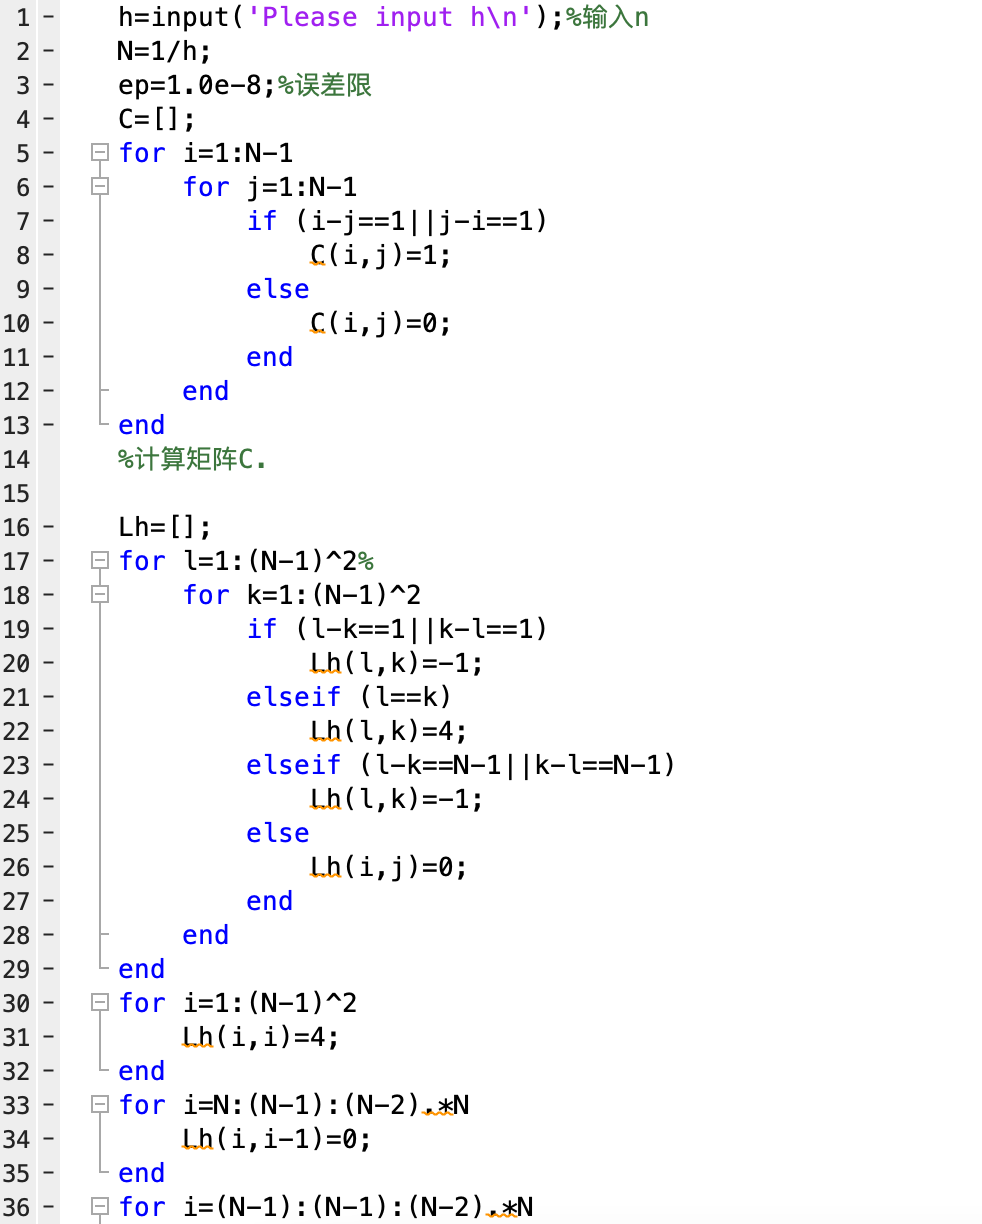 1 - h=input('Please input h\n');%输入n
2 - N=1/h;
3 - ep=1.0e-8;%误差限
4 - C=[];
5 - for i=1:N-1
6 -     for j=1:N-1
7 -         if (i-j==1||j-i==1)
8 -             C(i,j)=1;
9 -         else
10 -             C(i,j)=0;
11 -         end
12 -     end
13 - end
14 %计算矩阵C.
15
16 - Lh=[];
17 - for l=1:(N-1)^2%
18 -     for k=1:(N-1)^2
19 -         if (l-k==1||k-l==1)
20 -             Lh(l,k)=-1;
21 -         elseif (l==k)
22 -             Lh(l,k)=4;
23 -         elseif (l-k==N-1||k-l==N-1)
24 -             Lh(l,k)=-1;
25 -         else
26 -             Lh(i,j)=0;
27 -         end
28 -     end
29 - end
30 - for i=1:(N-1)^2
31 -     Lh(i,i)=4;
32 - end
33 - for i=N:(N-1):(N-2).*N
34 -     Lh(i,i-1)=0;
35 - end
36 - for i=(N-1):(N-1):(N-2).*N